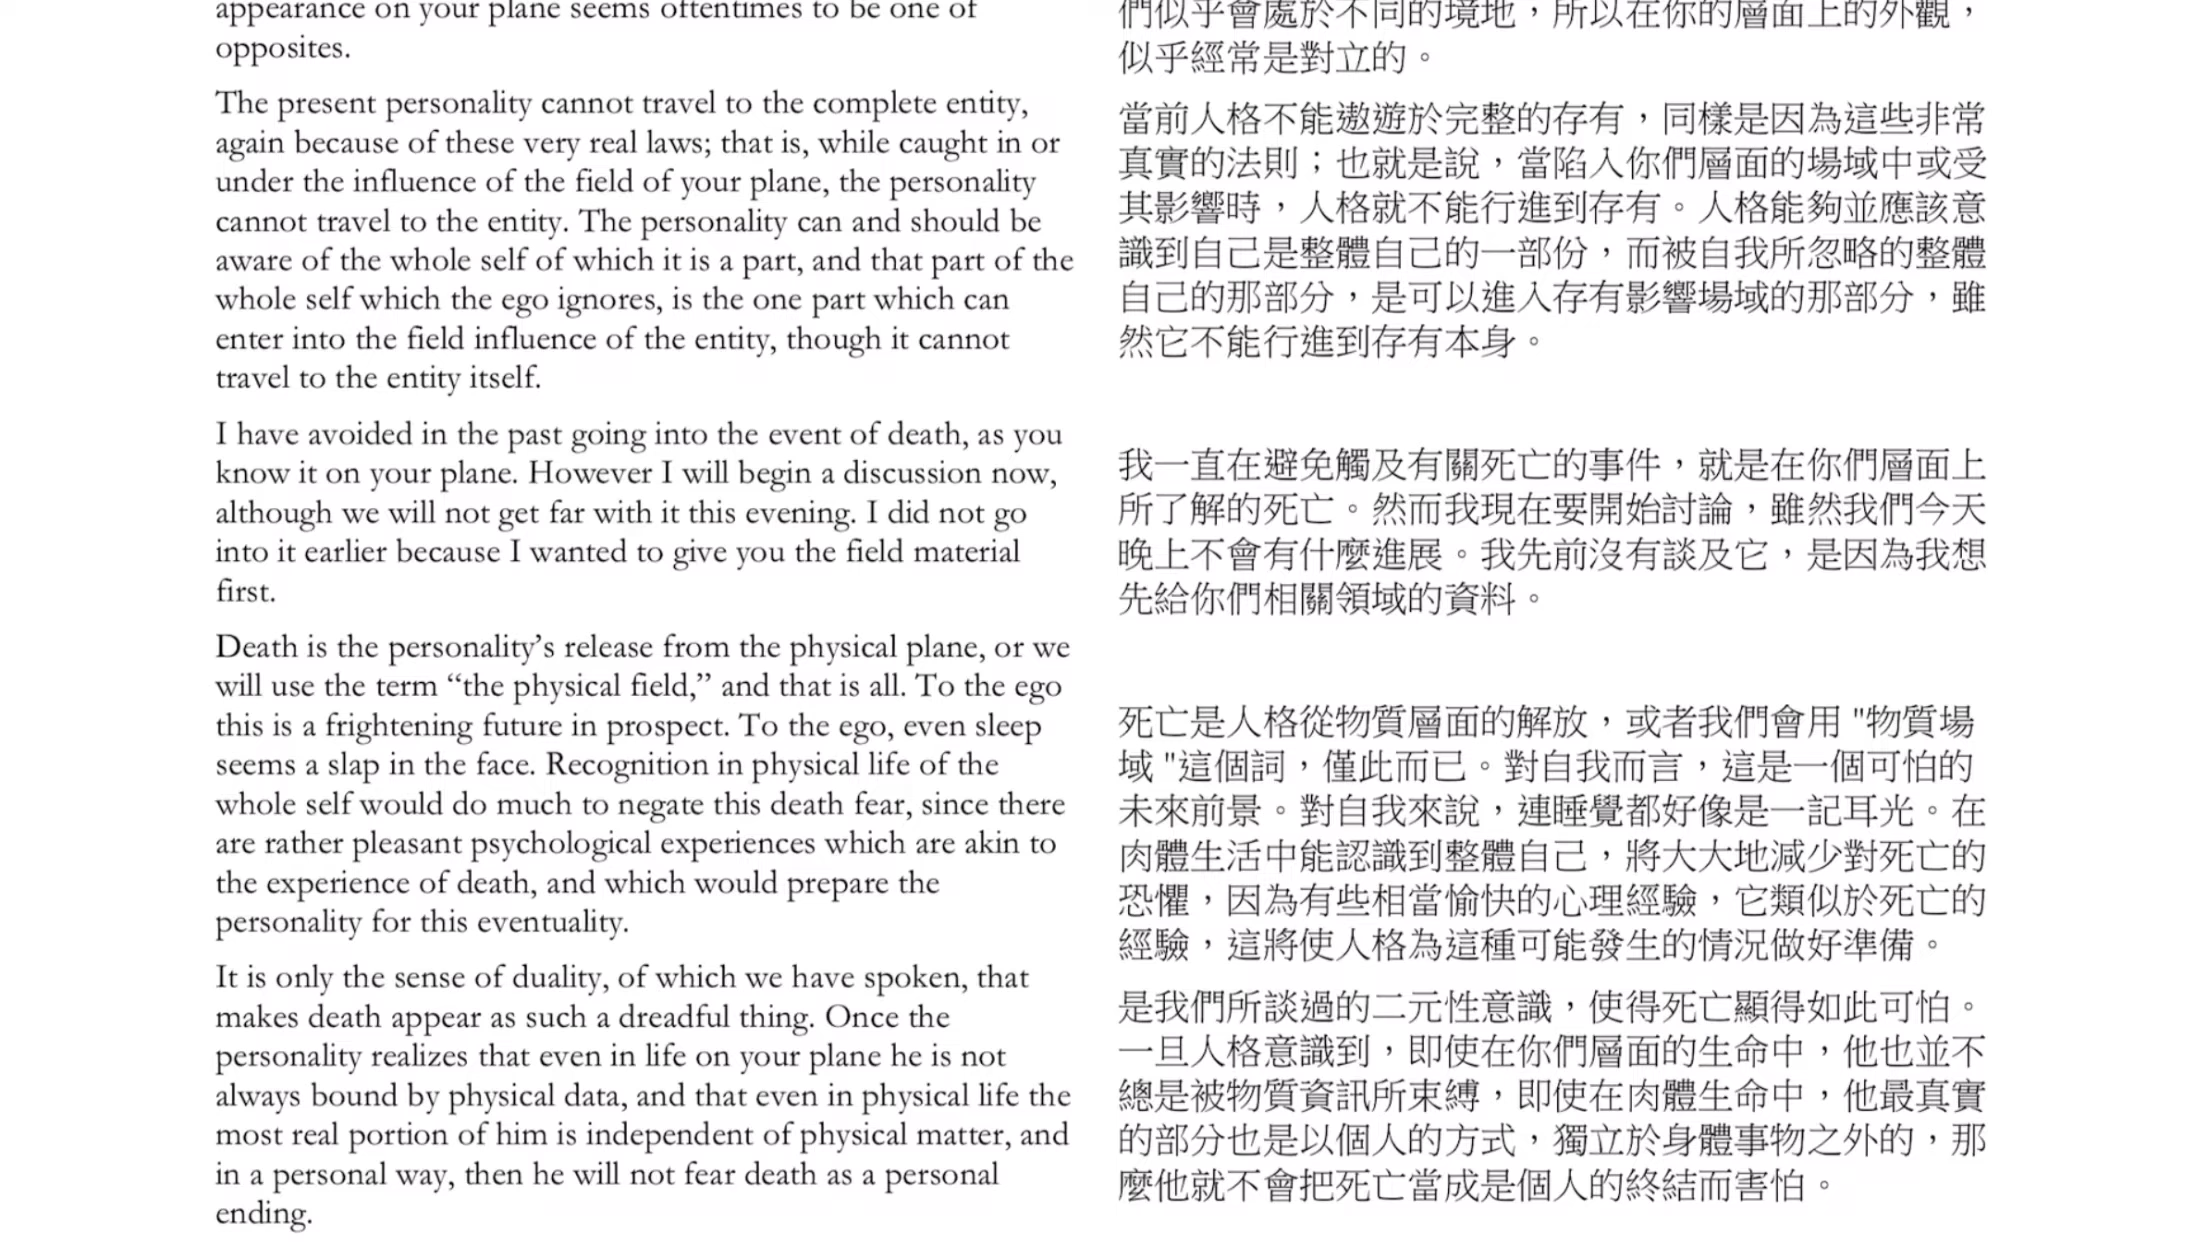 appearance on your plane seems oftentimes to be one of
opposites.
The present personality cannot travel to the complete entity,
again because of these very real laws; that is, while caught in or
under the influence of the field of your plane, the personality
cannot travel to the entity. The personality can and should be
aware of the whole self of which it is a part, and that part of the
whole self which the ego ignores, is the one part which can
enter into the field influence of the entity, though it cannot
travel to the entity itself.
I have avoided in the past going into the event of death, as you
know it on your plane. However I will begin a discussion now,
although we will not get far with it this evening. I did not go
into it earlier because I wanted to give you the field material
first.
Death is the personality’s release from the physical plane, or we
will use the term “the physical field,” and that is all. To the ego
this is a frightening future in prospect. To the ego, even sleep
seems a slap in the face. Recognition in physical life of the
whole self would do much to negate this death fear, since there
are rather pleasant psychological experiences which are akin to
the experience of death, and which would prepare the
personality for this eventuality.
It is only the sense of duality, of which we have spoken, that
makes death appear as such a dreadful thing. Once the
personality realizes that even in life on your plane he is not
always bound by physical data, and that even in physical life the
most real portion of him is independent of physical matter, and
in a personal way, then he will not fear death as a personal
ending.
們似乎會處於不同的境地，所以在你的層面上的外觀，
似乎經常是對立的。
當前人格不能遨遊於完整的存有，同樣是因為這些非常
真實的法則；也就是說，當陷入你們層面的場域中或受
其影響時，人格就不能行進到存有。人格能夠並應該意
識到自己是整體自己的一部份，而被自我所忽略的整體
自己的那部分，是可以進入存有影響場域的那部分，雖
然它不能行進到存有本身。
我一直在避免觸及有關死亡的事件，就是在你們層面上
所了解的死亡。然而我現在要開始討論，雖然我們今天
晚上不會有什麼進展。我先前沒有談及它，是因為我想
先給你們相關領域的資料。
死亡是人格從物質層面的解放，或者我們會用 "物質場
域 "這個詞，僅此而已。對自我而言，這是一個可怕的
未來前景。對自我來說，連睡覺都好像是一記耳光。在
肉體生活中能認識到整體自己，將大大地減少對死亡的
恐懼，因為有些相當愉快的心理經驗，它類似於死亡的
經驗，這將使人格為這種可能發生的情況做好準備。
是我們所談過的二元性意識，使得死亡顯得如此可怕。
一旦人格意識到，即使在你們層面的生命中，他也並不
總是被物質資訊所束縛，即使在肉體生命中，他最真實
的部分也是以個人的方式，獨立於身體事物之外的，那
麼他就不會把死亡當成是個人的終結而害怕。